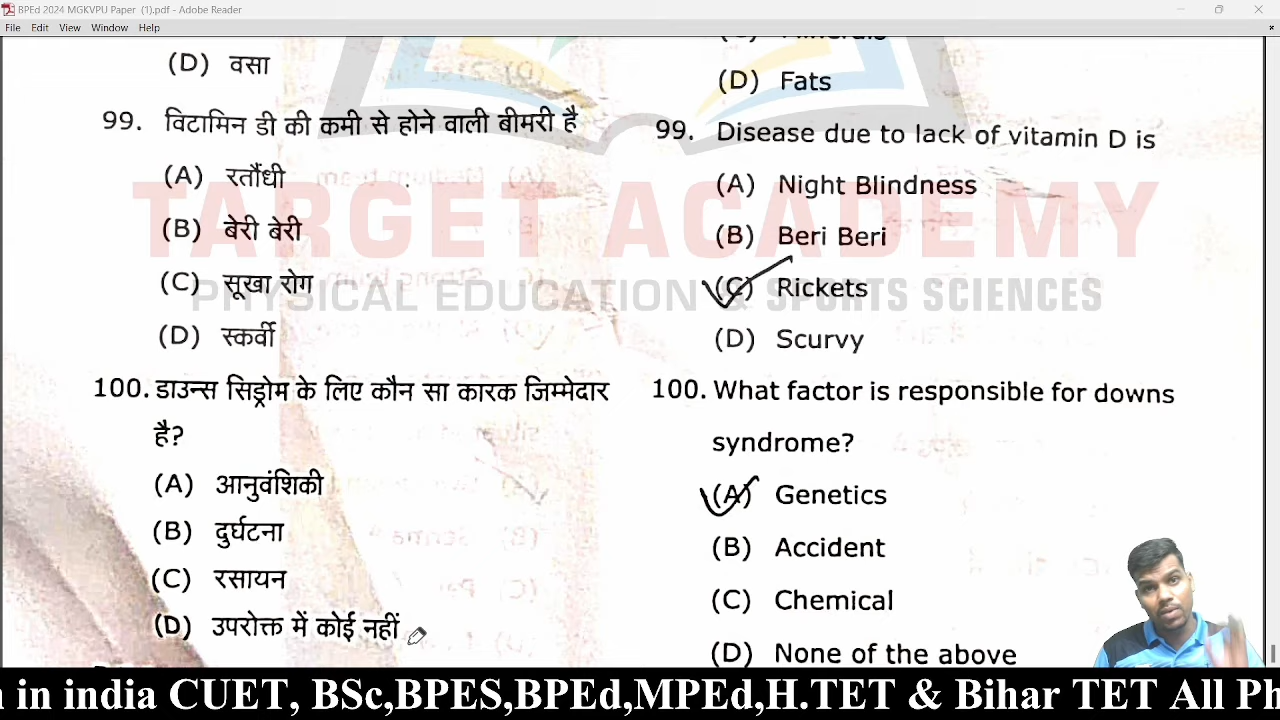 BPEd 2024 MGKVPU Paper (1).pdf - Adobe Reader
File Edit View Window Help
(D) वसा
99. विटामिन डी की कमी से होने वाली बीमरी है
(A) रतौंधी
(B) बेरी बेरी
(C) सूखा रोग
(D) स्कर्वी
100. डाउन्स सिड्रोम के लिए कौन सा कारक जिम्मेदार
है?
(A) आनुवंशिकी
(B) दुर्घटना
(C) रसायन
(D) उपरोक्त में कोई नहीं
(D) Fats
99. Disease due to lack of vitamin D is
(A) Night Blindness
(B) Beri Beri
(C) Rickets
(D) Scurvy
100. What factor is responsible for downs
syndrome?
(A) Genetics
(B) Accident
(C) Chemical
(D) None of the above
TARGET ACADEMY
PHYSICAL EDUCATION & SPORTS SCIENCES
in india CUET, BSc,BPES,BPEd,MPEd,H.TET & Bihar TET All